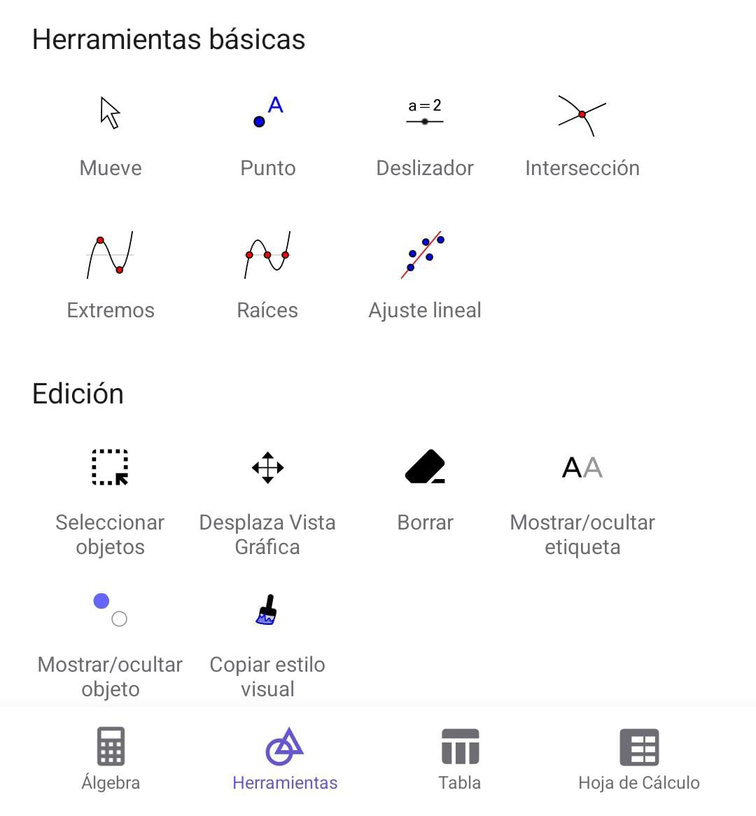 Herramientas básicas
A
a=2
Mueve
Punto
Deslizador
Intersección
Extremos
Raíces
Ajuste lineal
Edición
AA
Seleccionar
objetos
Desplaza Vista
Gráfica
Borrar
Mostrar/ocultar
etiqueta
Mostrar/ocultar
objeto
Copiar estilo
visual
Álgebra
Herramientas
Tabla
Hoja de Cálculo